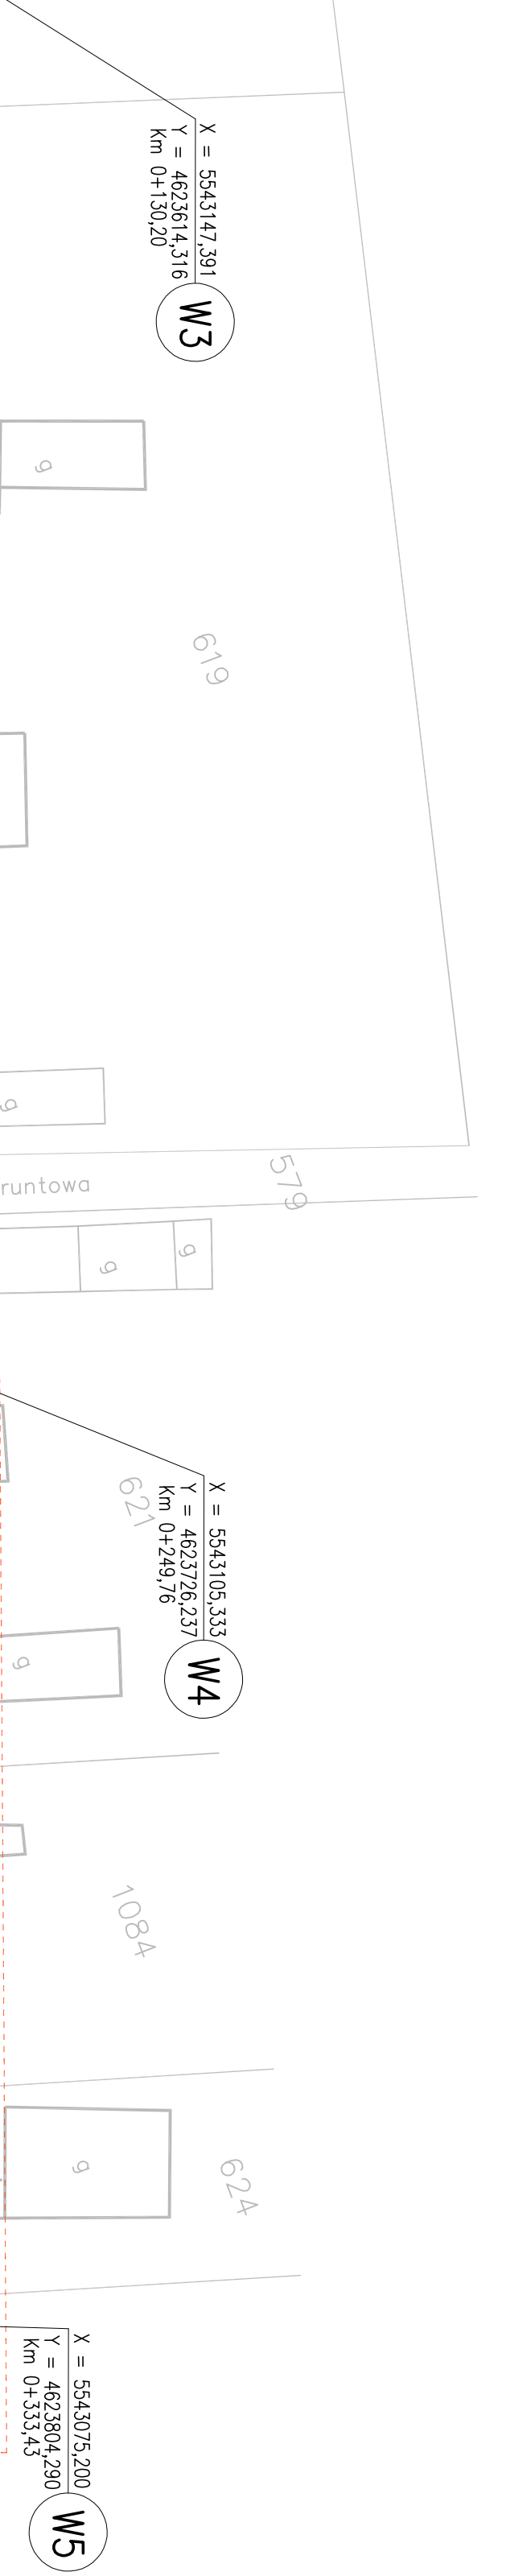 X = 5543147,391
Y = 4623614,316
Km 0+130,20
W3
g
619
g
runtowa
579
g
g
X = 5543105,333
Y = 4623726,237
Km 0+249,76
W4
621
g
1084
g
624
X = 5543075,200
Y = 4623804,290
Km 0+333,43
W5